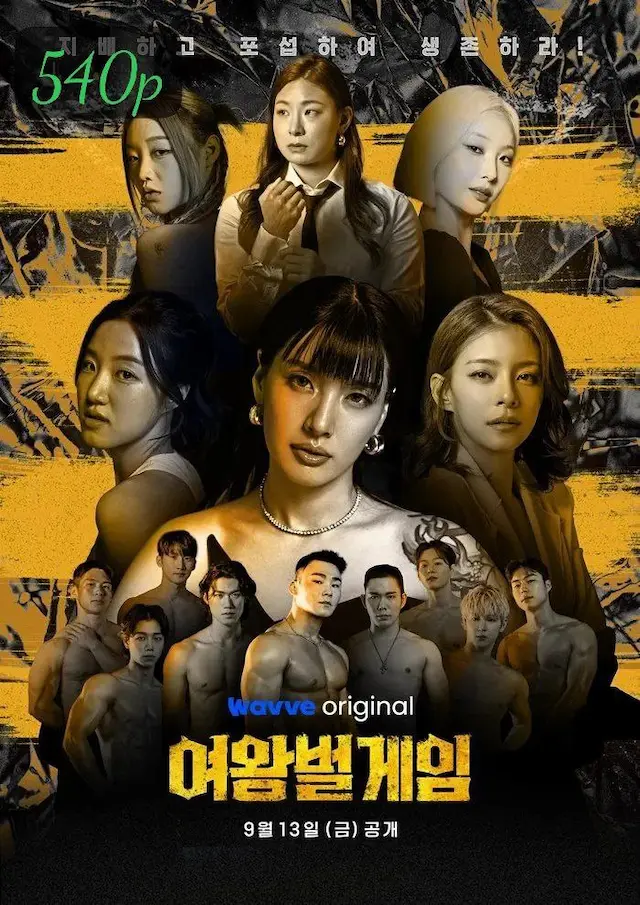 지배하고 포섭하여 생존하라!
540p
wavve original
여왕벌게임
9월 13일 (금) 공개